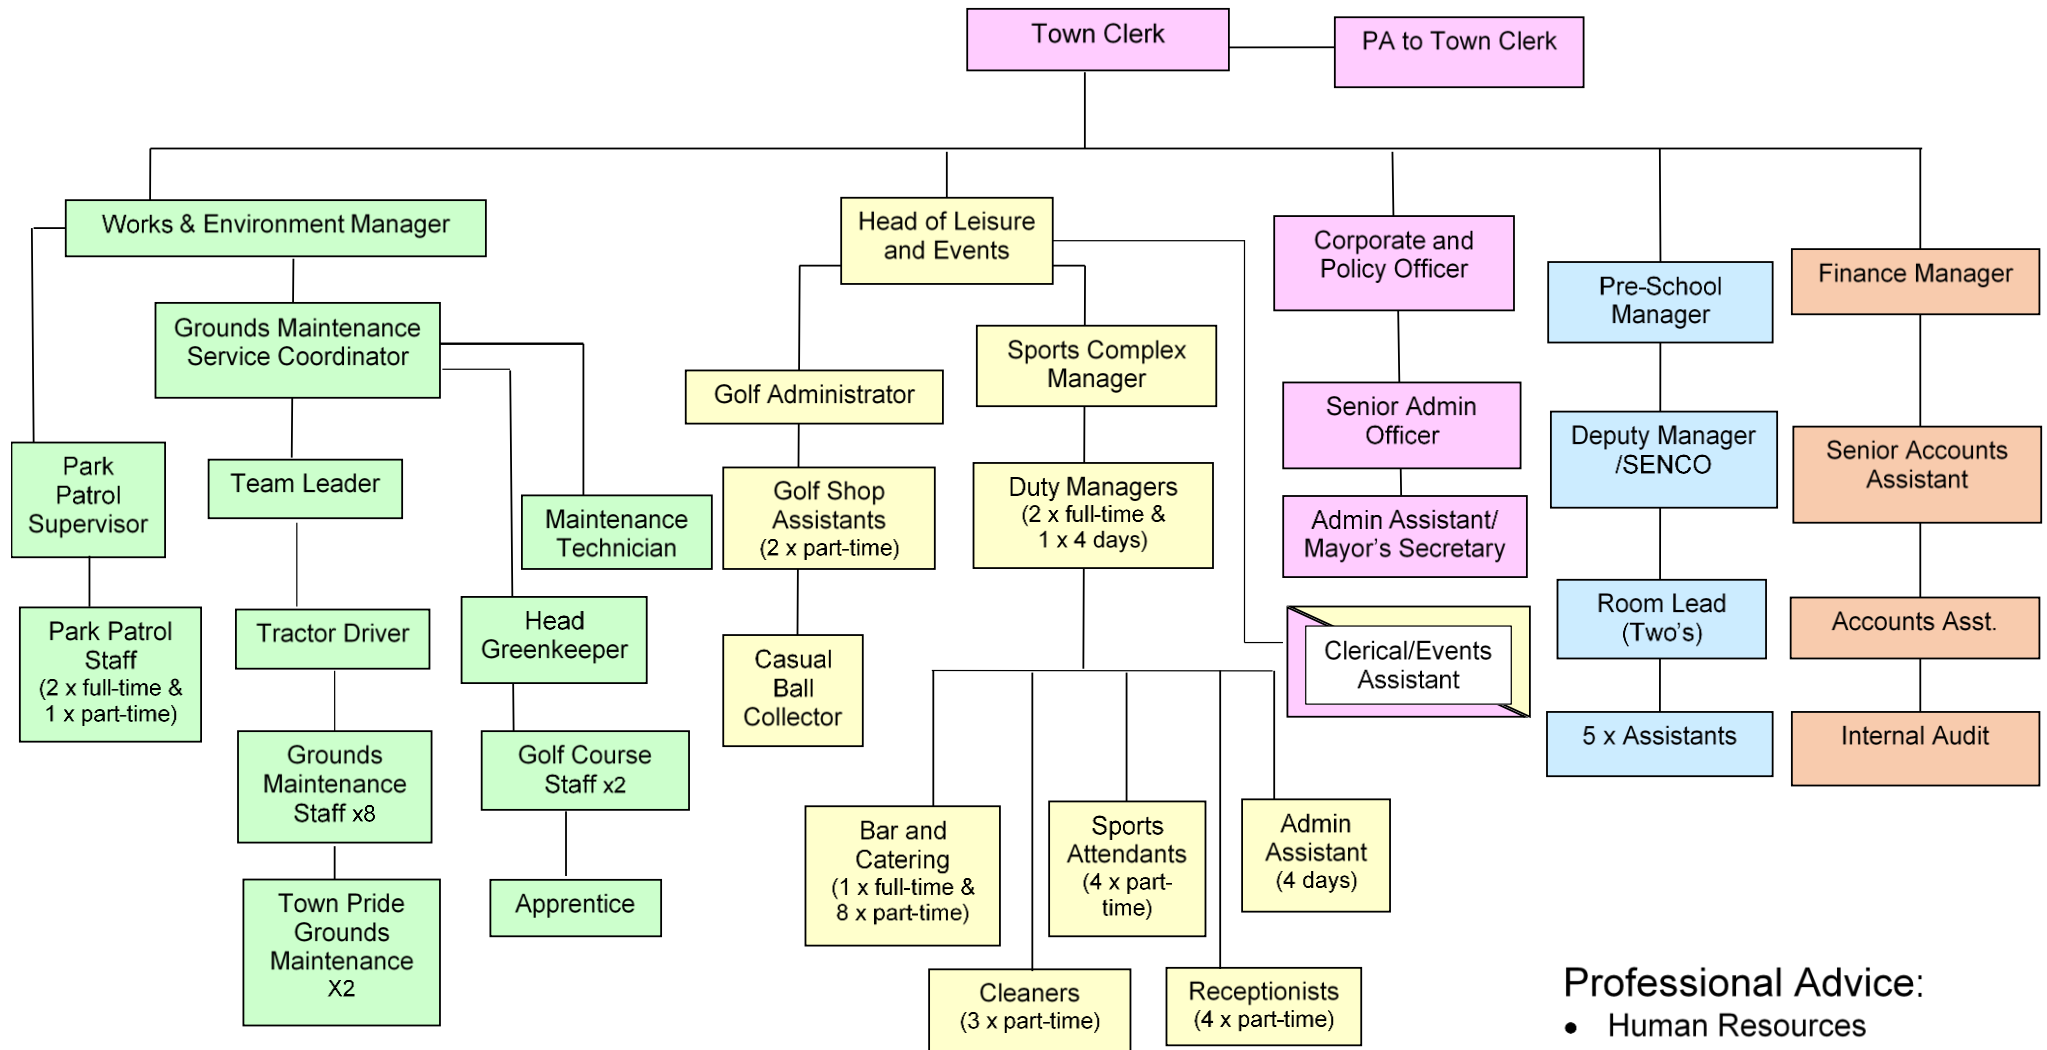 Town Clerk
PA to Town Clerk
Works & Environment Manager
Head of Leisure
and Events
Corporate and
Policy Officer
Pre-School
Manager
Finance Manager
Grounds Maintenance
Service Coordinator
Sports Complex
Manager
Golf Administrator
Senior Admin
Officer
Deputy Manager
/SENCO
Senior Accounts
Assistant
Park
Patrol
Supervisor
Team Leader
Maintenance
Technician
Golf Shop
Assistants
(2 x part-time)
Duty Managers
(2 x full-time &
1 x 4 days)
Admin Assistant/
Mayor’s Secretary
Park Patrol
Staff
(2 x full-time &
1 x part-time)
Tractor Driver
Head
Greenkeeper
Casual
Ball
Collector
Clerical/Events
Assistant
Room Lead
(Two’s)
Accounts Asst.
Grounds
Maintenance
Staff x8
Golf Course
Staff x2
5 x Assistants
Internal Audit
Town Pride
Grounds
Maintenance
X2
Apprentice
Bar and
Catering
(1 x full-time &
8 x part-time)
Sports
Attendants
(4 x part-
time)
Admin
Assistant
(4 days)
Cleaners
(3 x part-time)
Receptionists
(4 x part-time)
Professional Advice:
• Human Resources